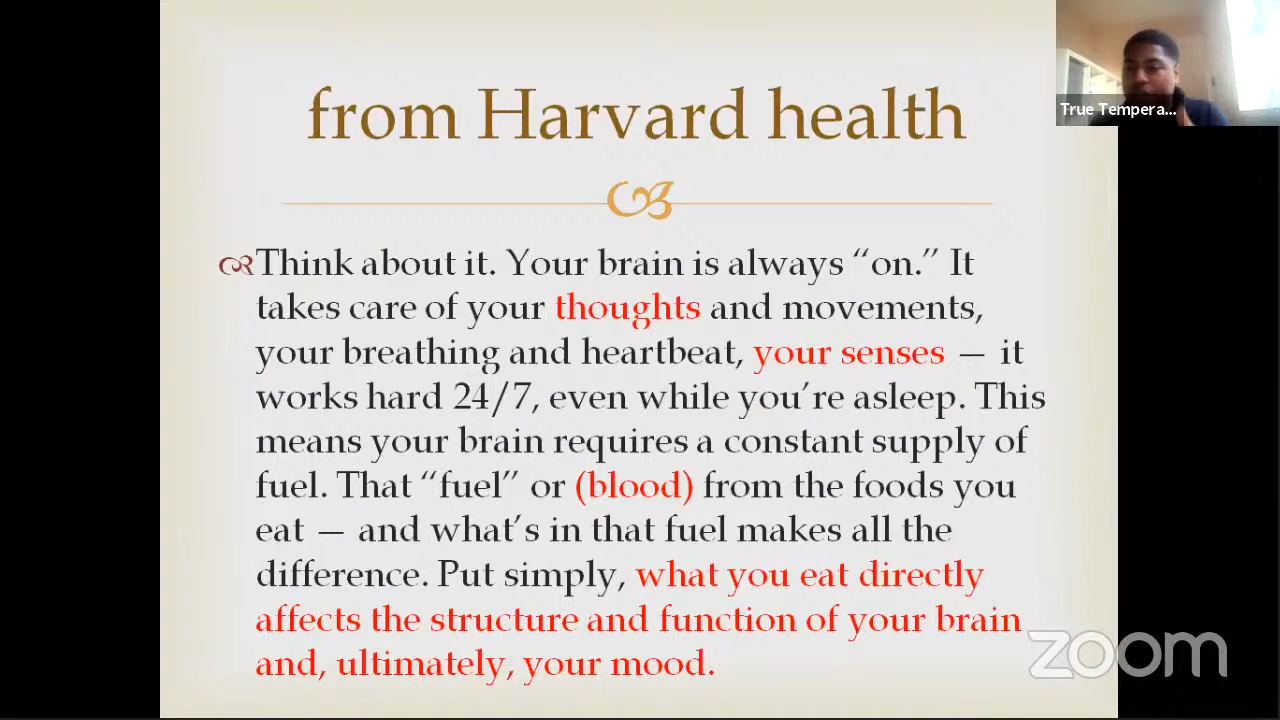 from Harvard health
True Tempera...
Think about it. Your brain is always “on.” It
takes care of your thoughts and movements,
your breathing and heartbeat, your senses — it
works hard 24/7, even while you’re asleep. This
means your brain requires a constant supply of
fuel. That “fuel” or (blood) from the foods you
eat — and what’s in that fuel makes all the
difference. Put simply, what you eat directly
affects the structure and function of your brain
and, ultimately, your mood.
zoom